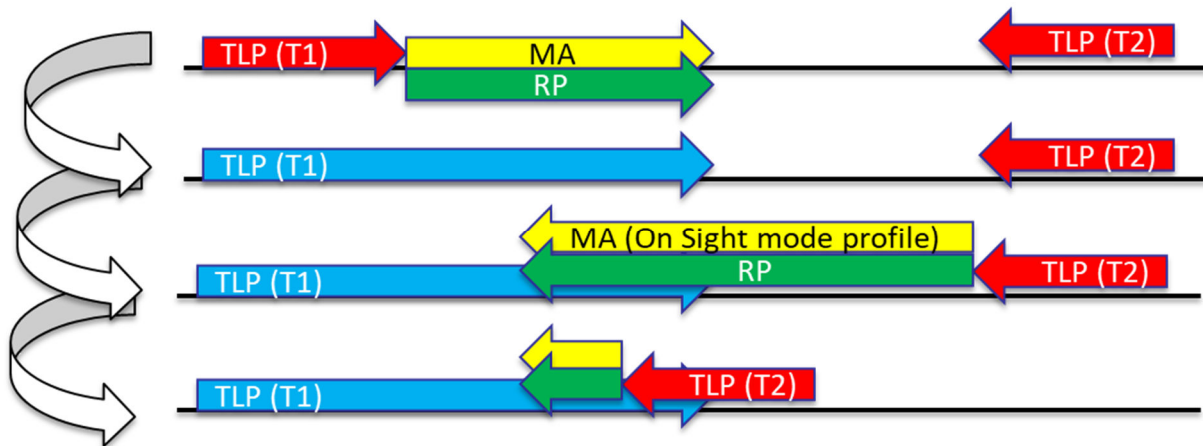 TLP (T1)
MA
TLP (T2)
RP
TLP (T1)
TLP (T2)
MA (On Sight mode profile)
TLP (T1)
RP
TLP (T2)
TLP (T1)
TLP (T2)